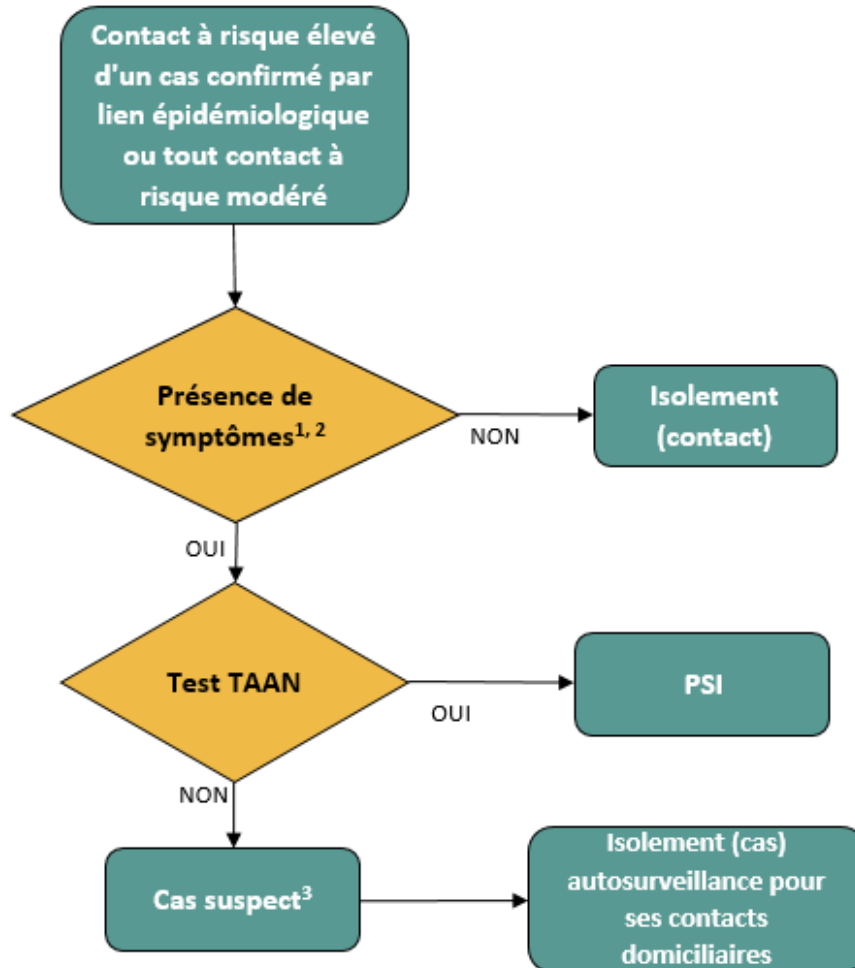 Contact à risque élevé
d'un cas confirmé par
lien épidémiologique
ou tout contact à
risque modéré
Présence de
symptômes1, 2
NON
Isolement
(contact)
OUI
Test TAAN
OUI
PSI
NON
Cas suspect3
Isolement (cas)
autosurveillance pour
ses contacts
domiciliaires